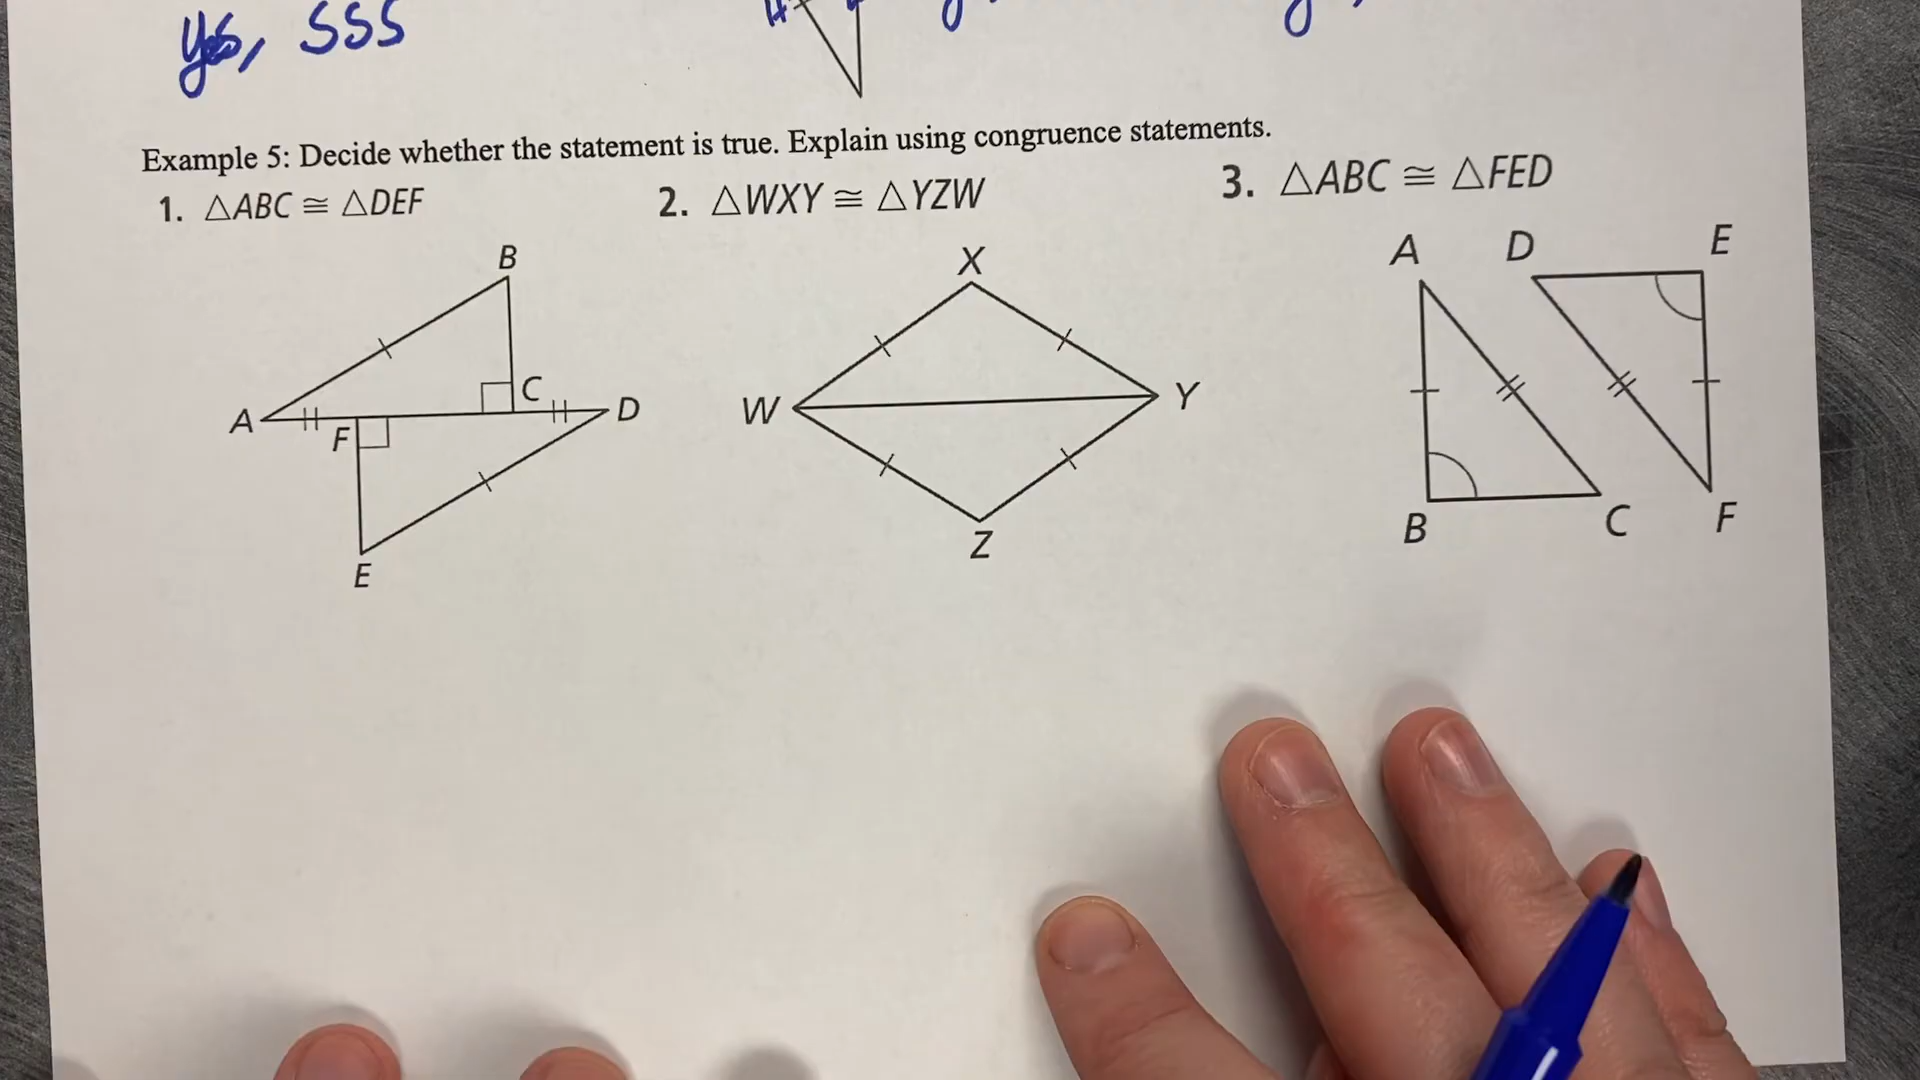 yes, SSS
Example 5: Decide whether the statement is true. Explain using congruence statements.
1. △ABC ≅ △DEF
2. △WXY ≅ △YZW
3. △ABC ≅ △FED
B
A
C
D
F
E
X
W
Y
Z
A
D
E
B
C
F